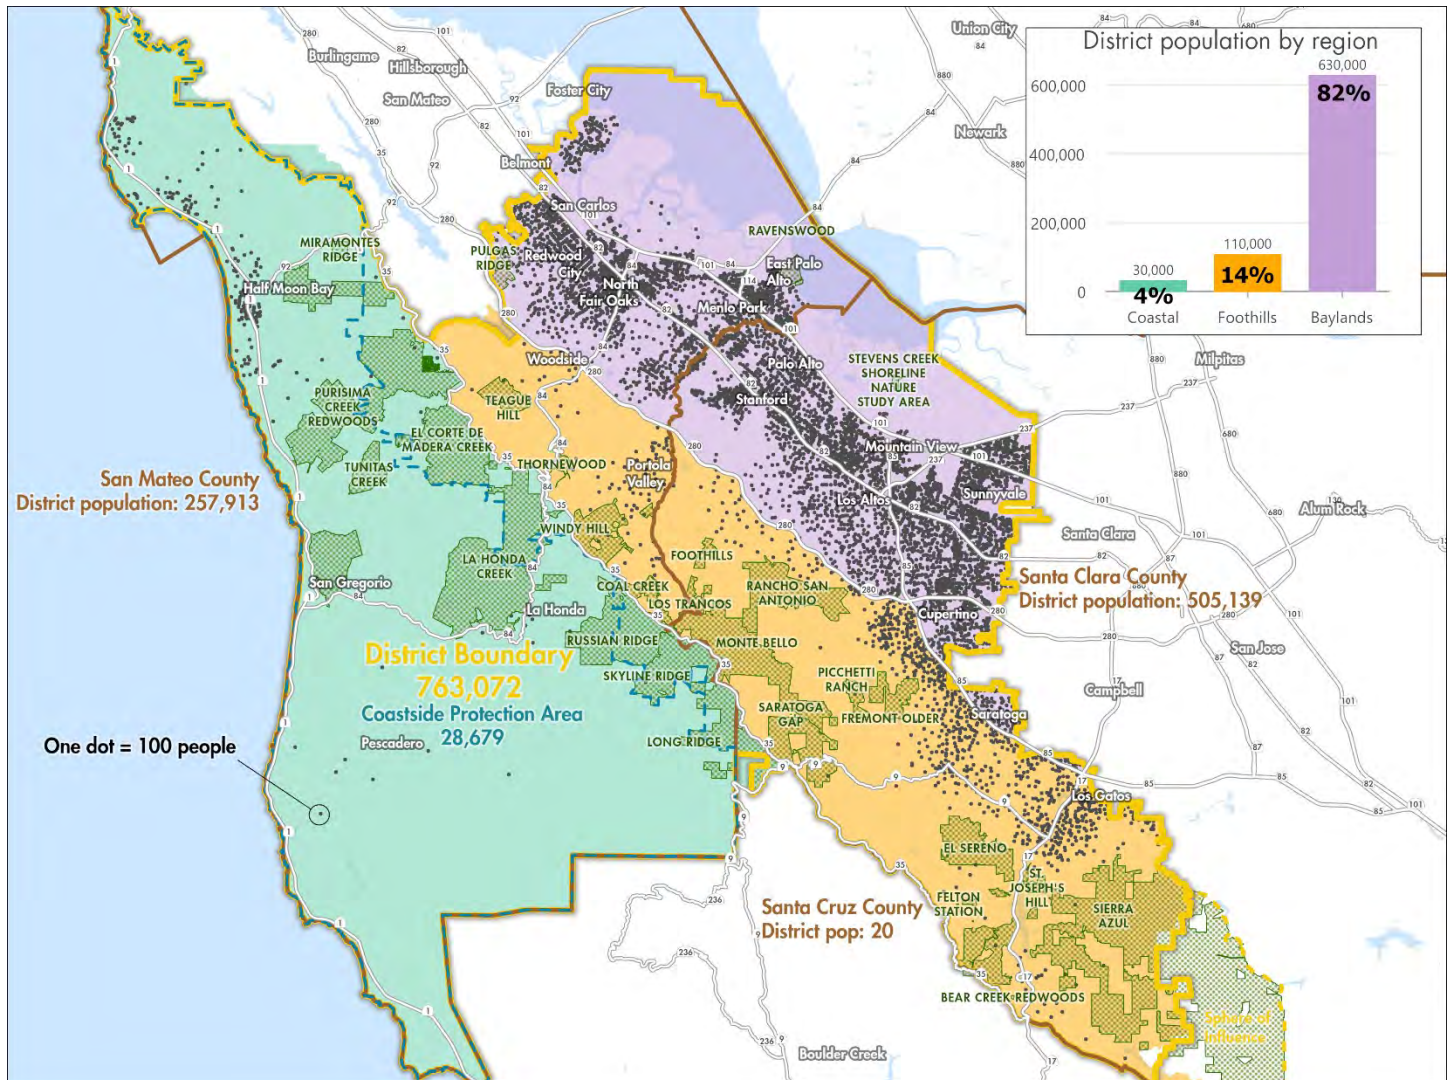 District population by region
630,000
600,000
82%
400,000
200,000
110,000
14%
30,000
4%
0
Coastal
Foothills
Baylands
Union City
Burlingame
Hillsborough
San Mateo
Foster City
Newark
Belmont
San Carlos
RAVENSWOOD
MIRAMONTES
RIDGE
PULGAS
RIDGE
Redwood
City
East Palo
Alto
North
Fair Oaks
Menlo Park
Half Moon Bay
Woodside
Palo Alto
STEVENS CREEK
SHORELINE
NATURE
STUDY AREA
Milpitas
Stanford
PURISIMA
CREEK
REDWOODS
TEAGUE
HILL
EL CORTE DE
MADERA CREEK
Mountain View
TUNITAS
CREEK
THORNEWOOD
Portola
Valley
Los Altos
Sunnyvale
San Mateo County
District population: 257,913
Alum Rock
WINDY HILL
Santa Clara
LA HONDA
CREEK
FOOTHILLS
San Gregorio
COAL CREEK
LOS TRANCOS
RANCHO SAN
ANTONIO
Santa Clara County
District population: 505,139
La Honda
Cupertino
RUSSIAN RIDGE
MONTE BELLO
San Jose
District Boundary
763,072
SKYLINE RIDGE
PICCHETTI
RANCH
Campbell
Coastside Protection Area
28,679
SARATOGA
GAP
FREMONT OLDER
Saratoga
LONG RIDGE
Pescadero
One dot = 100 people
Los Gatos
EL SERENO
ST.
JOSEPH'S
HILL
FELTON
STATION
SIERRA
AZUL
Santa Cruz County
District pop: 20
BEAR CREEK REDWOODS
Sphere of
Influence
Boulder Creek